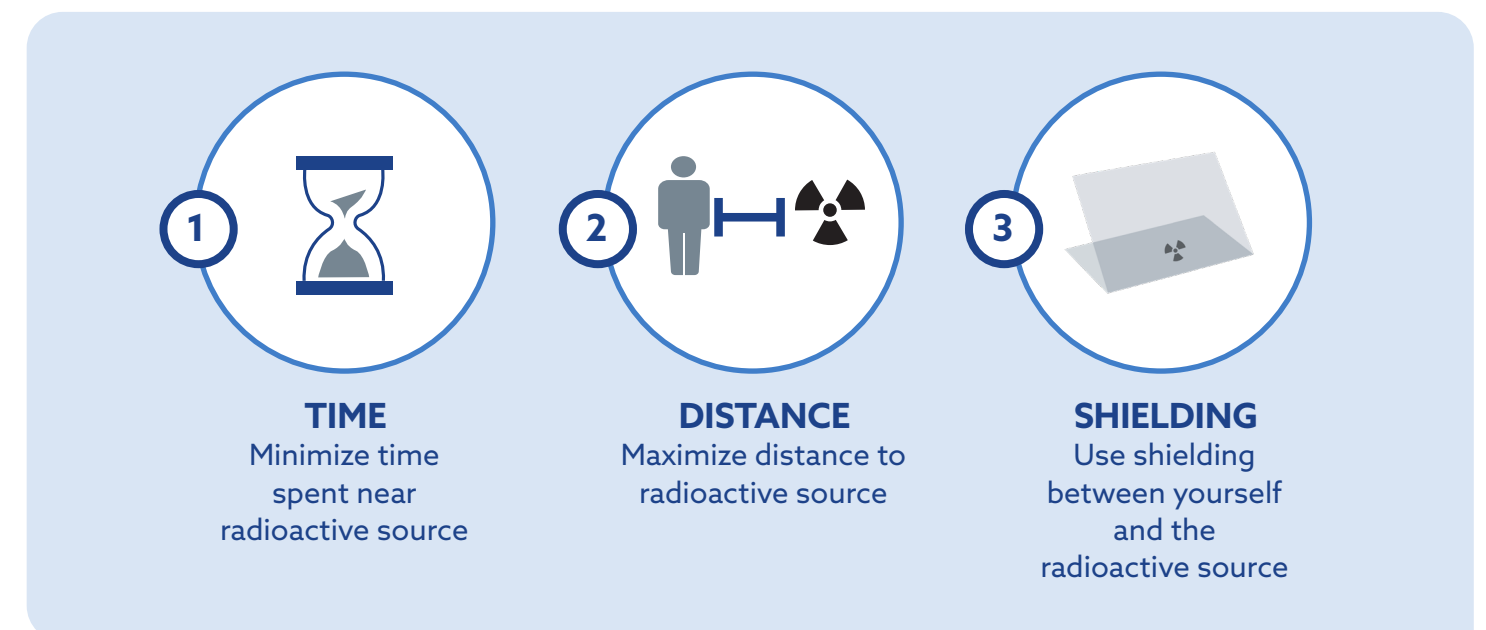 1
TIME
Minimize time
spent near
radioactive source
2
DISTANCE
Maximize distance to
radioactive source
3
SHIELDING
Use shielding
between yourself
and the
radioactive source